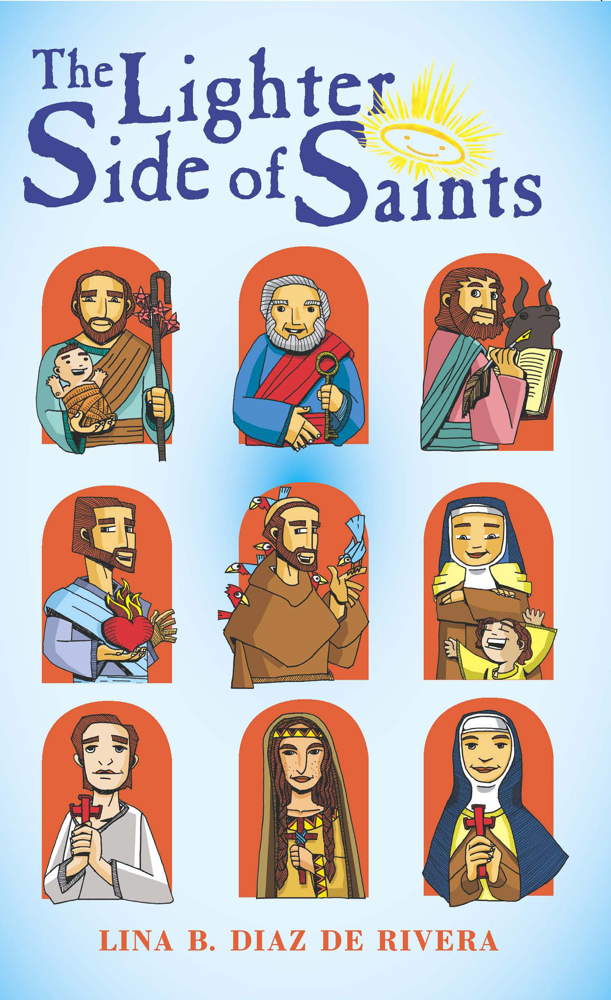 The Lighter
Side of Saints
LINA B. DIAZ DE RIVERA